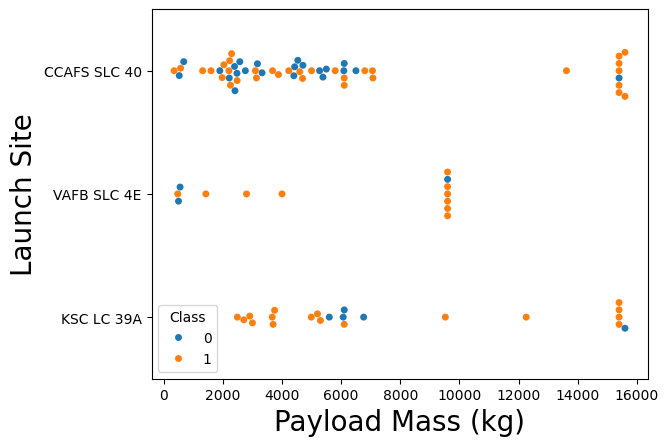 CCAFS SLC 40
VAFB SLC 4E
KSC LC 39A
Launch Site
Class
0
1
0 2000 4000 6000 8000 10000 12000 14000 16000
Payload Mass (kg)